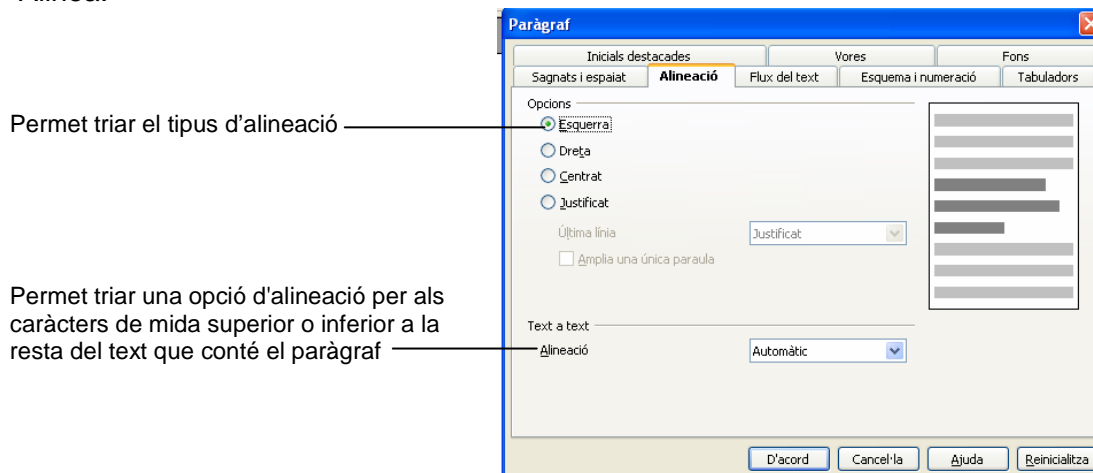 Paràgraf
Inicials destacades Vores Fons
Sagnats i espaiat Alineació Flux del text Esquema i numeració Tabuladors
Opcions
Permet triar el tipus d’alineació
Esquerra
Dreta
Centrat
Justificat
Última línia Justificat
Amplia una única paraula
Permet triar una opció d'alineació per als
caràcters de mida superior o inferior a la
resta del text que conté el paràgraf
Text a text
Alineació Automàtic
D'acord Cancel·la Ajuda Reinicialitza